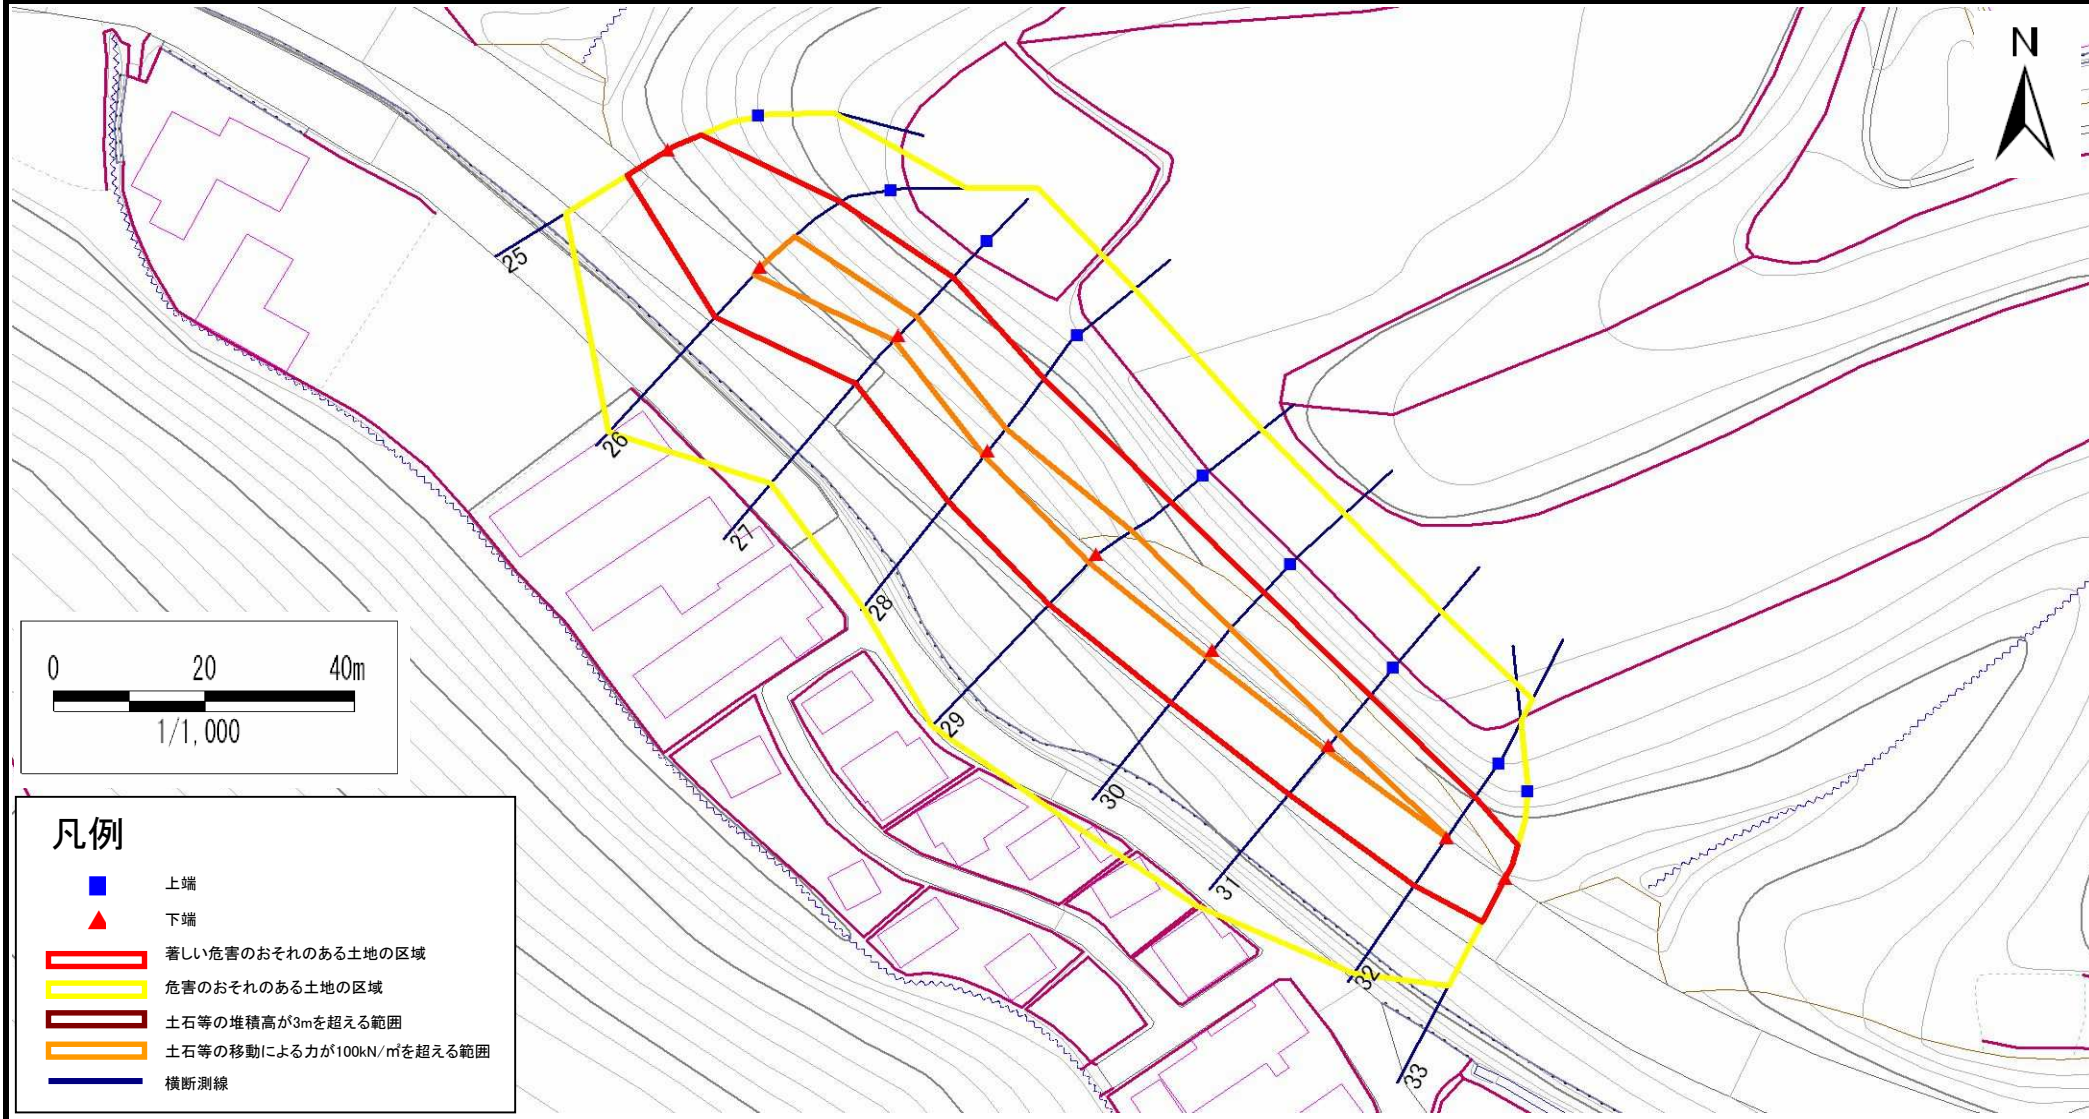 N
25
26
27
28
29
30
31
32
33
0 20 40m
1/1,000
凡例
上端
下端
著しい危害のおそれのある土地の区域
危害のおそれのある土地の区域
土石等の堆積高が3mを超える範囲
土石等の移動による力が100kN/㎡を超える範囲
横断測線